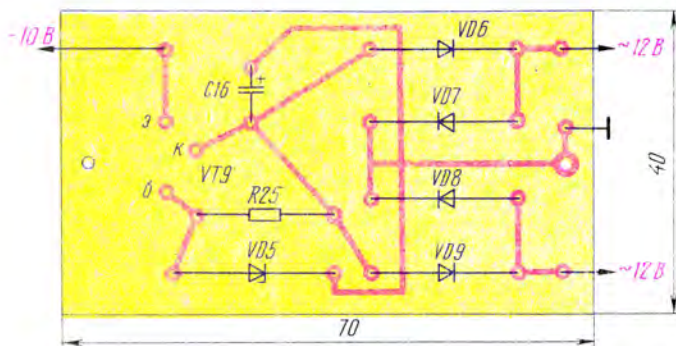 -10 В
VD6
~12 В
C16
+
VD7
э
к
VT9
VD8
б
R25
40
VD5
VD9
~12 В
70